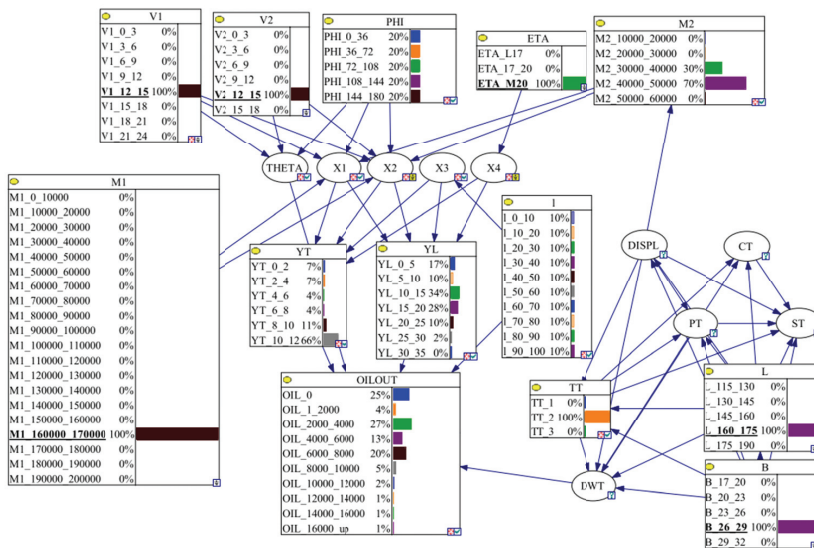 V1
V1_0_3 0%
V1_3_6 0%
V1_6_9 0%
V1_9_12 0%
V1_12_15 100%
V1_15_18 0%
V1_18_21 0%
V1_21_24 0%
V2
V2_0_3 0%
V2_3_6 0%
V2_6_9 0%
V2_9_12 0%
V2_12_15 100%
V2_15_18 0%
PHI
PHI_0_36 20%
PHI_36_72 20%
PHI_72_108 20%
PHI_108_144 20%
PHI_144_180 20%
ETA
ETA_L17 0%
ETA_17_20 0%
ETA_M20 100%
M2
M2_10000_20000 0%
M2_20000_30000 0%
M2_30000_40000 30%
M2_40000_50000 70%
M2_50000_60000 0%
THETA
X1
X2
X3
X4
M1
M1_0_10000 0%
M1_10000_20000 0%
M1_20000_30000 0%
M1_30000_40000 0%
M1_40000_50000 0%
M1_50000_60000 0%
M1_60000_70000 0%
M1_70000_80000 0%
M1_80000_90000 0%
M1_90000_100000 0%
M1_100000_110000 0%
M1_110000_120000 0%
M1_120000_130000 0%
M1_130000_140000 0%
M1_140000_150000 0%
M1_150000_160000 0%
M1_160000_170000 100%
M1_170000_180000 0%
M1_180000_190000 0%
M1_190000_200000 0%
YT
YT_0_2 7%
YT_2_4 7%
YT_4_6 4%
YT_6_8 4%
YT_8_10 11%
YT_10_12 66%
YL
YL_0_5 17%
YL_5_10 10%
YL_10_15 34%
YL_15_20 28%
YL_20_25 10%
YL_25_30 2%
YL_30_35 0%
I
I_0_10 10%
I_10_20 10%
I_20_30 10%
I_30_40 10%
I_40_50 10%
I_50_60 10%
I_60_70 10%
I_70_80 10%
I_80_90 10%
I_90_100 10%
DISPL
CT
PT
ST
OILOUT
OIL_0 25%
OIL_1_2000 4%
OIL_2000_4000 27%
OIL_4000_6000 13%
OIL_6000_8000 20%
OIL_8000_10000 5%
OIL_10000_12000 2%
OIL_12000_14000 1%
OIL_14000_16000 1%
OIL_16000_up 1%
TT
TT_1 0%
TT_2 100%
TT_3 0%
L
L_115_130 0%
L_130_145 0%
L_145_160 0%
L_160_175 100%
L_175_190 0%
DWT
B
B_17_20 0%
B_20_23 0%
B_23_26 0%
B_26_29 100%
B_29_32 0%